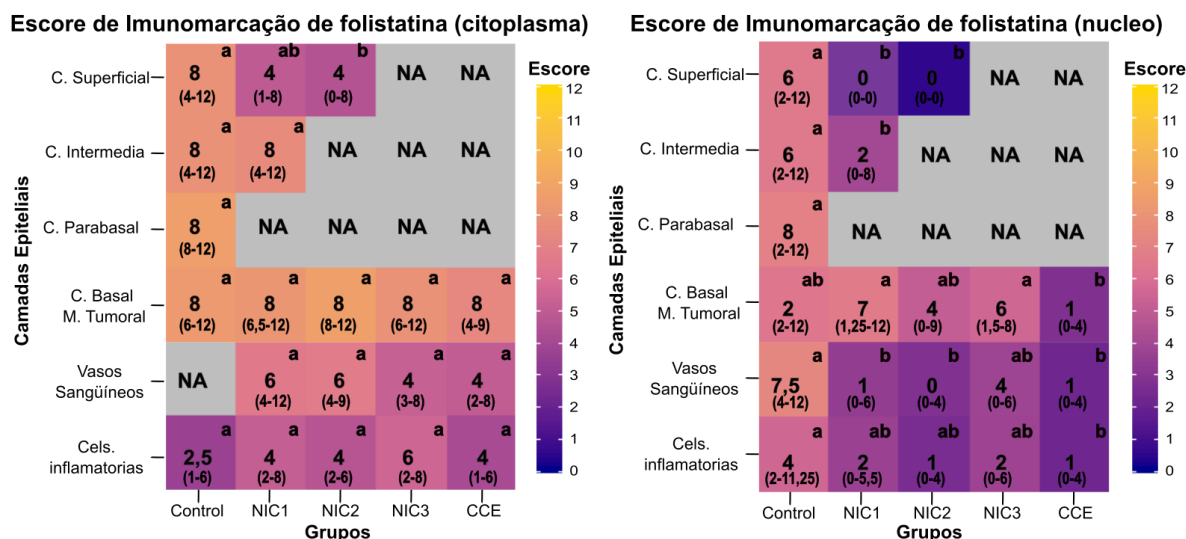 Escore de Imunomarcação de folistatina (citoplasma)
Camadas Epiteliais
C. Superficial
8 a
(4-12)
4 ab
(1-8)
4 b
(0-8)
NA
NA
C. Intermedia
8 a
(4-12)
8 a
(4-12)
NA
NA
NA
C. Parabasal
8 a
(8-12)
NA
NA
NA
NA
C. Basal
M. Tumoral
8 a
(6-12)
8 a
(6,5-12)
8 a
(8-12)
8 a
(6-12)
8 a
(4-9)
Vasos
Sangüíneos
NA
6 a
(4-12)
6 a
(4-9)
4 a
(3-8)
4 a
(2-8)
Cels.
inflamatorias
2,5 a
(1-6)
4 a
(2-8)
4 a
(2-6)
6 a
(2-8)
4 a
(1-6)
Control NIC1 NIC2 NIC3 CCE
Grupos
Escore
12
11
10
9
8
7
6
5
4
3
2
1
0
Escore de Imunomarcação de folistatina (nucleo)
Camadas Epiteliais
C. Superficial
6 a
(2-12)
0 b
(0-0)
0 b
(0-0)
NA
NA
C. Intermedia
6 a
(2-12)
2 b
(0-8)
NA
NA
NA
C. Parabasal
8 a
(2-12)
NA
NA
NA
NA
C. Basal
M. Tumoral
2 ab
(2-12)
7 a
(1,25-12)
4 ab
(0-9)
6 a
(1,5-8)
1 b
(0-4)
Vasos
Sangüíneos
7,5 a
(4-12)
1 b
(0-6)
0 b
(0-4)
4 ab
(0-6)
1 b
(0-4)
Cels.
inflamatorias
4 a
(2-11,25)
2 ab
(0-5,5)
1 ab
(0-4)
2 ab
(0-6)
1 b
(0-4)
Control NIC1 NIC2 NIC3 CCE
Grupos
Escore
12
11
10
9
8
7
6
5
4
3
2
1
0